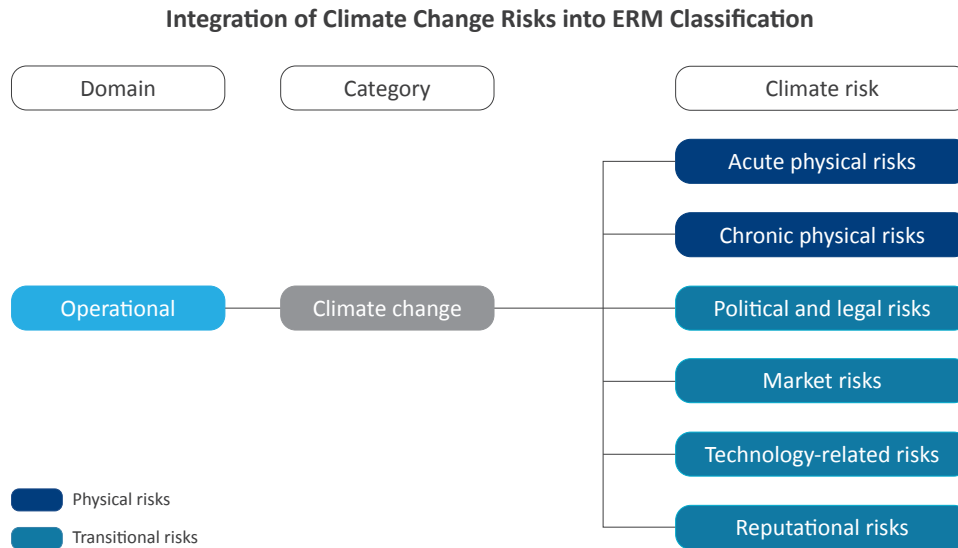 Integration of Climate Change Risks into ERM Classification
Domain
Category
Climate risk
Acute physical risks
Chronic physical risks
Operational
Climate change
Political and legal risks
Market risks
Technology-related risks
Physical risks
Transitional risks
Reputational risks